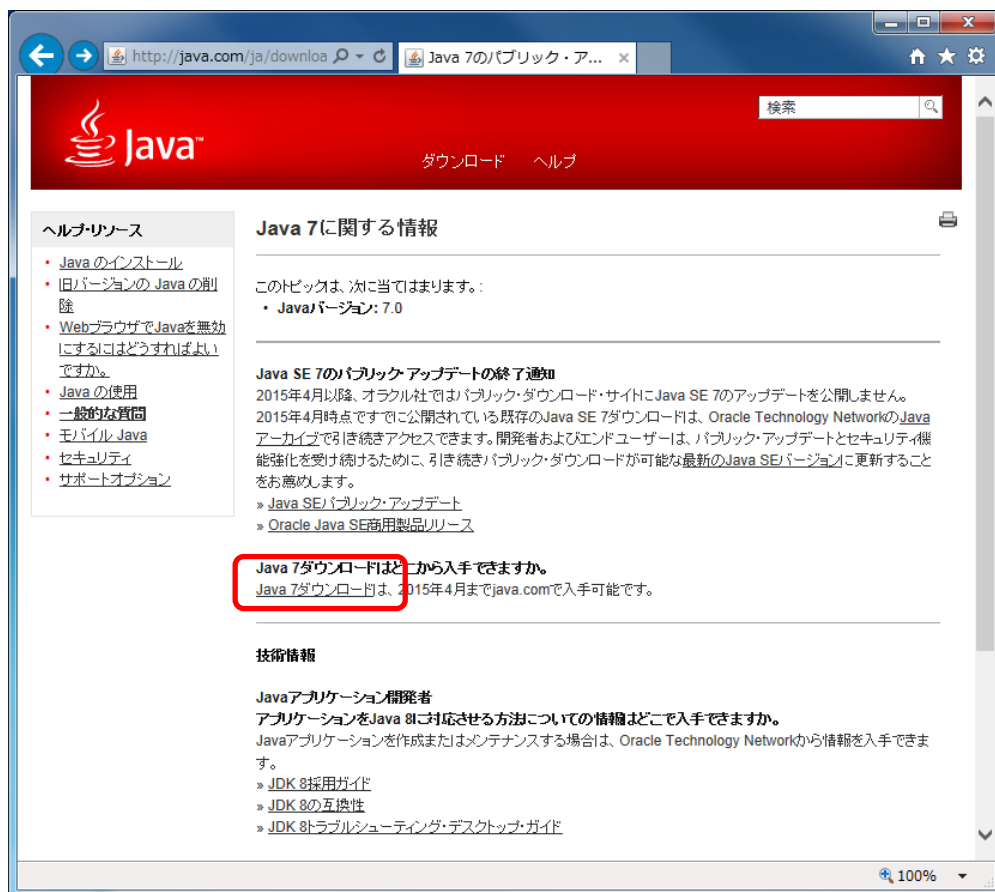 http://java.com/ja/downloa
Java 7のパブリック・ア...
検索
Java™
ダウンロード ヘルプ
ヘルプ・リソース
・ Java のインストール
・ 旧バージョンの Java の削
除
・ WebブラウザでJavaを無効
にするにはどうすればよい
ですか。
・ Java の使用
・ 一般的な質問
・ モバイル Java
・ セキュリティ
・ サポートオプション
Java 7に関する情報
このトピックは、次に当てはまります。:
・ Javaバージョン: 7.0
Java SE 7のパブリック・アップデートの終了通知
2015年4月以降、オラクル社ではパブリック・ダウンロード・サイトにJava SE 7のアップデートを公開しません。
2015年4月時点ですでに公開されている既存のJava SE 7ダウンロードは、Oracle Technology NetworkのJava
アーカイブで引き続きアクセスできます。開発者およびエンドユーザーは、パブリック・アップデートとセキュリティ機
能強化を受け続けるために、引き続きパブリック・ダウンロードが可能な最新のJava SEバージョンに更新すること
をお薦めします。
» Java SEパブリック・アップデート
» Oracle Java SE商用製品リリース
Java 7ダウンロードはどこから入手できますか。
Java 7ダウンロードは、2015年4月までjava.comで入手可能です。
技術情報
Javaアプリケーション開発者
アプリケーションをJava 8に対応させる方法についての情報はどこで入手できますか。
Javaアプリケーションを作成またはメンテナンスする場合は、Oracle Technology Networkから情報を入手できま
す。
» JDK 8採用ガイド
» JDK 8の互換性
» JDK 8トラブルシューティング・デスクトップ・ガイド
100%